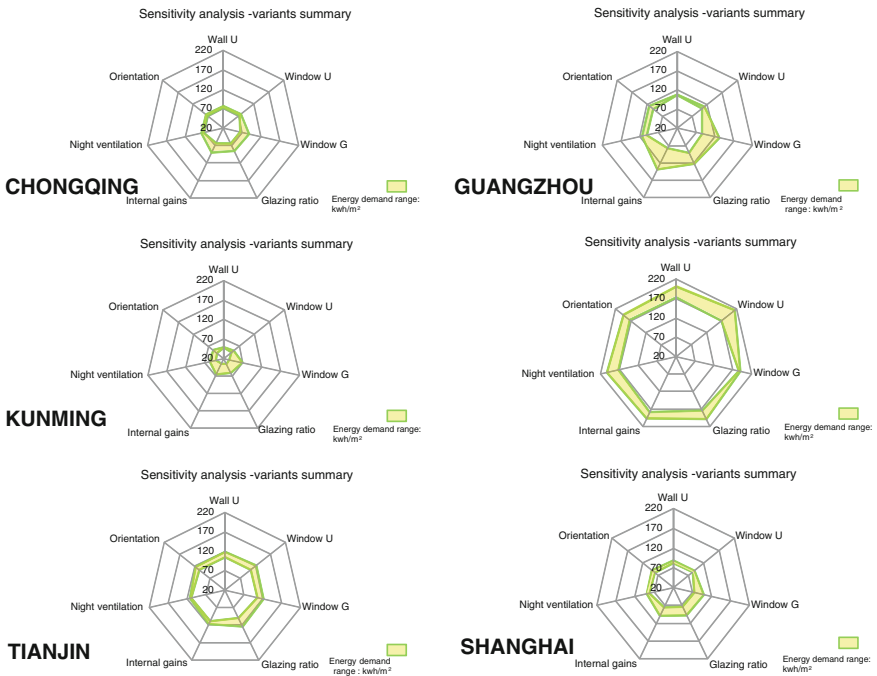 Sensitivity analysis -variants summary
Wall U
220
170
120
70
20
Orientation
Window U
Night ventilation
Window G
Internal gains
Glazing ratio
CHONGQING
Energy demand range:
kwh/m²
Sensitivity analysis -variants summary
Wall U
220
170
120
70
20
Orientation
Window U
Night ventilation
Window G
Internal gains
Glazing ratio
GUANGZHOU
Energy demand
range : kwh/m²
Sensitivity analysis -variants summary
Wall U
220
170
120
70
20
Orientation
Window U
Night ventilation
Window G
Internal gains
Glazing ratio
KUNMING
Energy demand range:
kwh/m²
Sensitivity analysis -variants summary
Wall U
220
170
120
70
20
Orientation
Window U
Night ventilation
Window G
Internal gains
Glazing ratio
Energy demand range:
kwh/m²
Sensitivity analysis -variants summary
Wall U
220
170
120
70
20
Orientation
Window U
Night ventilation
Window G
Internal gains
Glazing ratio
TIANJIN
Energy demand
range : kwh/m²
Sensitivity analysis -variants summary
Wall U
220
170
120
70
20
Orientation
Window U
Night ventilation
Window G
Internal gains
Glazing ratio
SHANGHAI
Energy demand range:
kwh/m²